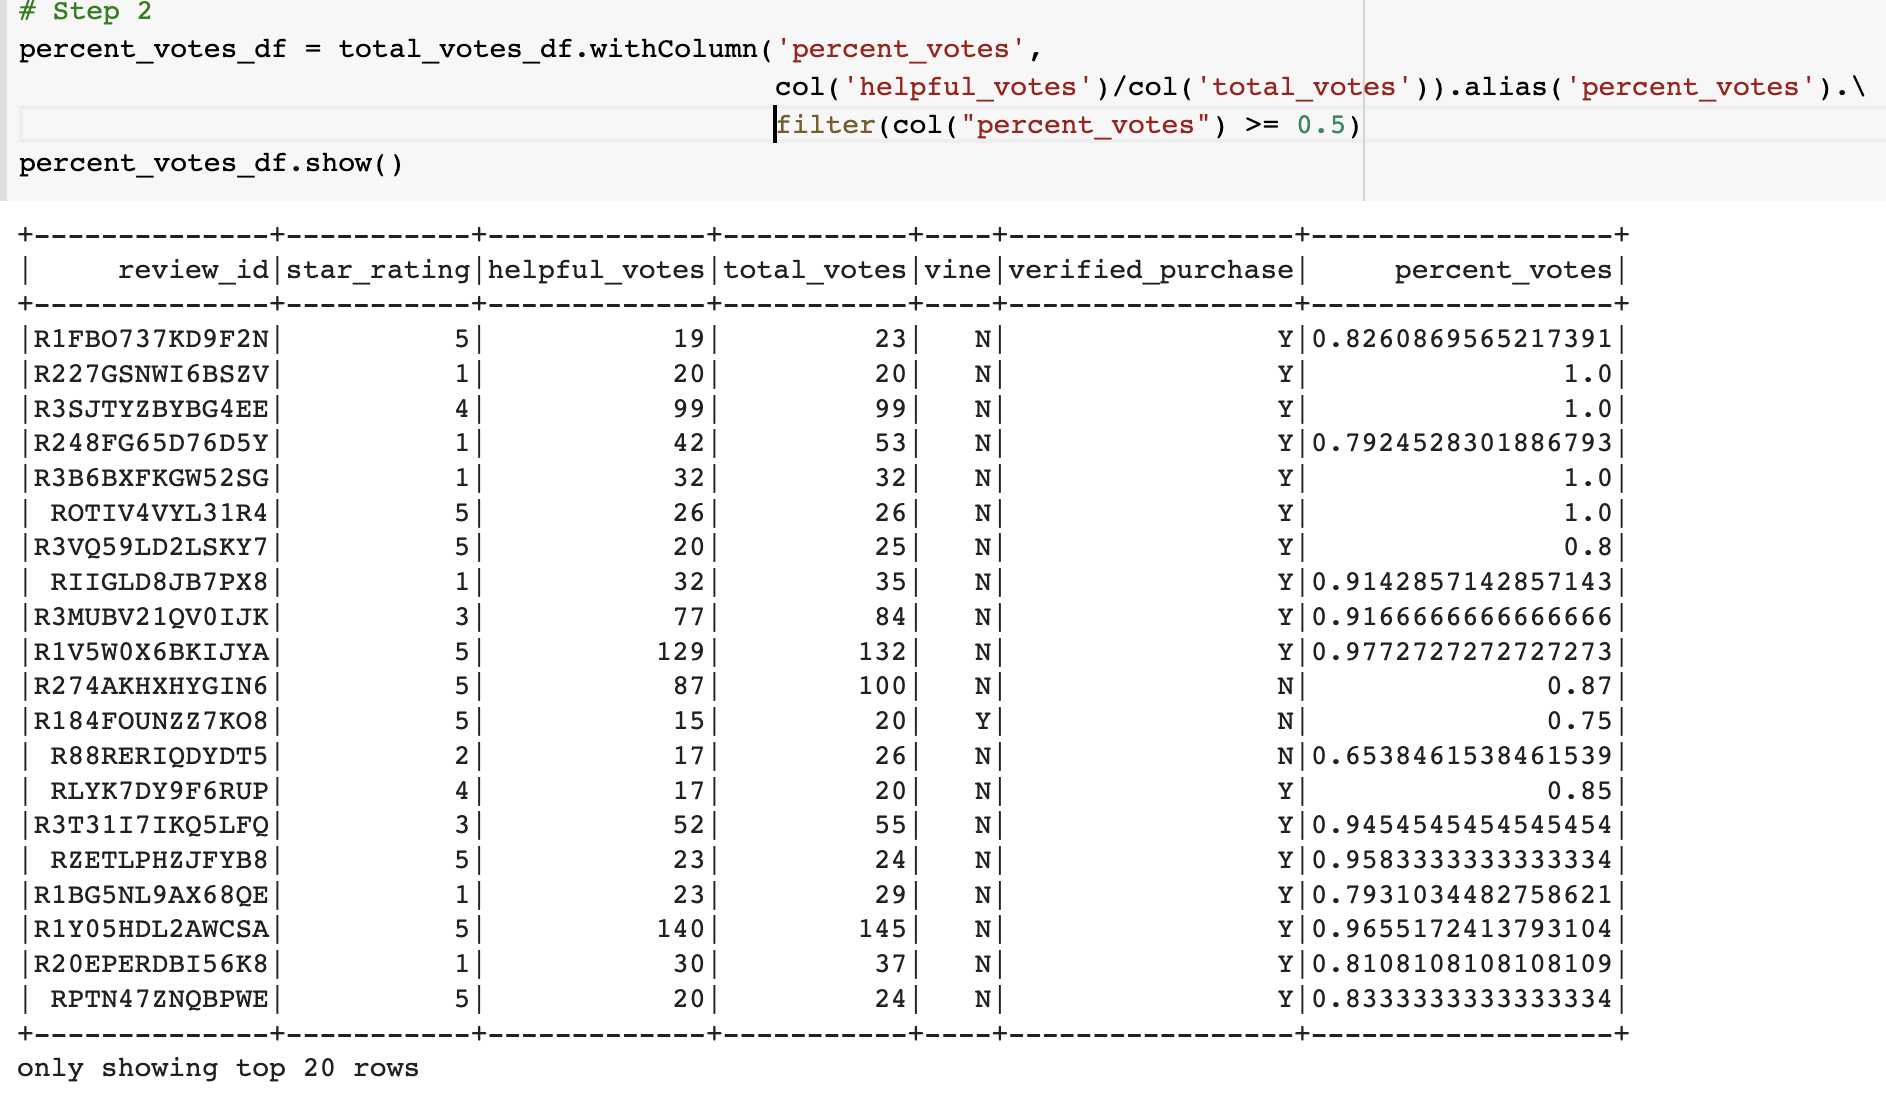 # Step 2
percent_votes_df = total_votes_df.withColumn('percent_votes',
                                             col('helpful_votes')/col('total_votes')).alias('percent_votes').\
                                             filter(col("percent_votes") >= 0.5)
percent_votes_df.show()
+--------------+-----------+-------------+-----------+----+-----------------+------------------+
|     review_id|star_rating|helpful_votes|total_votes|vine|verified_purchase|     percent_votes|
+--------------+-----------+-------------+-----------+----+-----------------+------------------+
|R1FBO737KD9F2N|          5|           19|         23|   N|                Y|0.8260869565217391|
|R227GSNWI6BSZV|          1|           20|         20|   N|                Y|               1.0|
|R3SJTYZBYBG4EE|          4|           99|         99|   N|                Y|               1.0|
|R248FG65D76D5Y|          1|           42|         53|   N|                Y|0.7924528301886793|
|R3B6BXFKGW52SG|          1|           32|         32|   N|                Y|               1.0|
| ROTIV4VYL31R4|          5|           26|         26|   N|                Y|               1.0|
|R3VQ59LD2LSKY7|          5|           20|         25|   N|                Y|               0.8|
| RIIGLD8JB7PX8|          1|           32|         35|   N|                Y|0.9142857142857143|
|R3MUBV21QV0IJK|          3|           77|         84|   N|                Y|0.9166666666666666|
|R1V5W0X6BKIJYA|          5|          129|        132|   N|                Y|0.9772727272727273|
|R274AKHXHYGIN6|          5|           87|        100|   N|                N|              0.87|
|R184FOUNZZ7KO8|          5|           15|         20|   Y|                N|              0.75|
| R88RERIQDYDT5|          2|           17|         26|   N|                N|0.6538461538461539|
| RLYK7DY9F6RUP|          4|           17|         20|   N|                Y|              0.85|
|R3T31I7IKQ5LFQ|          3|           52|         55|   N|                Y|0.9454545454545454|
| RZETLPHZJFYB8|          5|           23|         24|   N|                Y|0.9583333333333334|
|R1BG5NL9AX68QE|          1|           23|         29|   N|                Y|0.7931034482758621|
|R1Y05HDL2AWCSA|          5|          140|        145|   N|                Y|0.9655172413793104|
|R20EPERDBI56K8|          1|           30|         37|   N|                Y|0.8108108108108109|
| RPTN47ZNQBPWE|          5|           20|         24|   N|                Y|0.8333333333333334|
+--------------+-----------+-------------+-----------+----+-----------------+------------------+
only showing top 20 rows